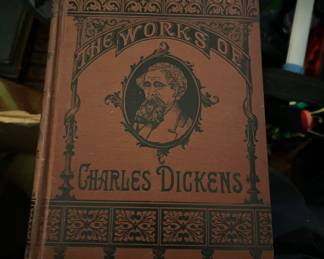 THE WORKS OF
CHARLES DICKENS